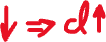 ↓ ⇒ d↑